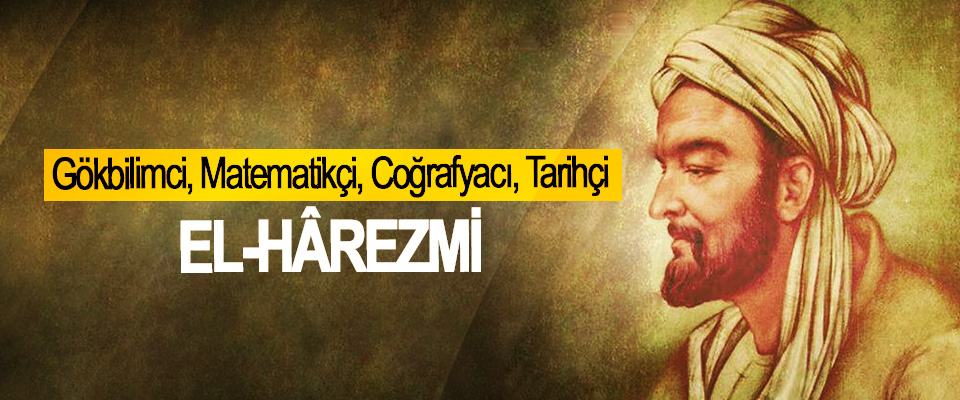 Gökbilimci, Matematikçi, Coğrafyacı, Tarihçi
EL-HÂREZMİ